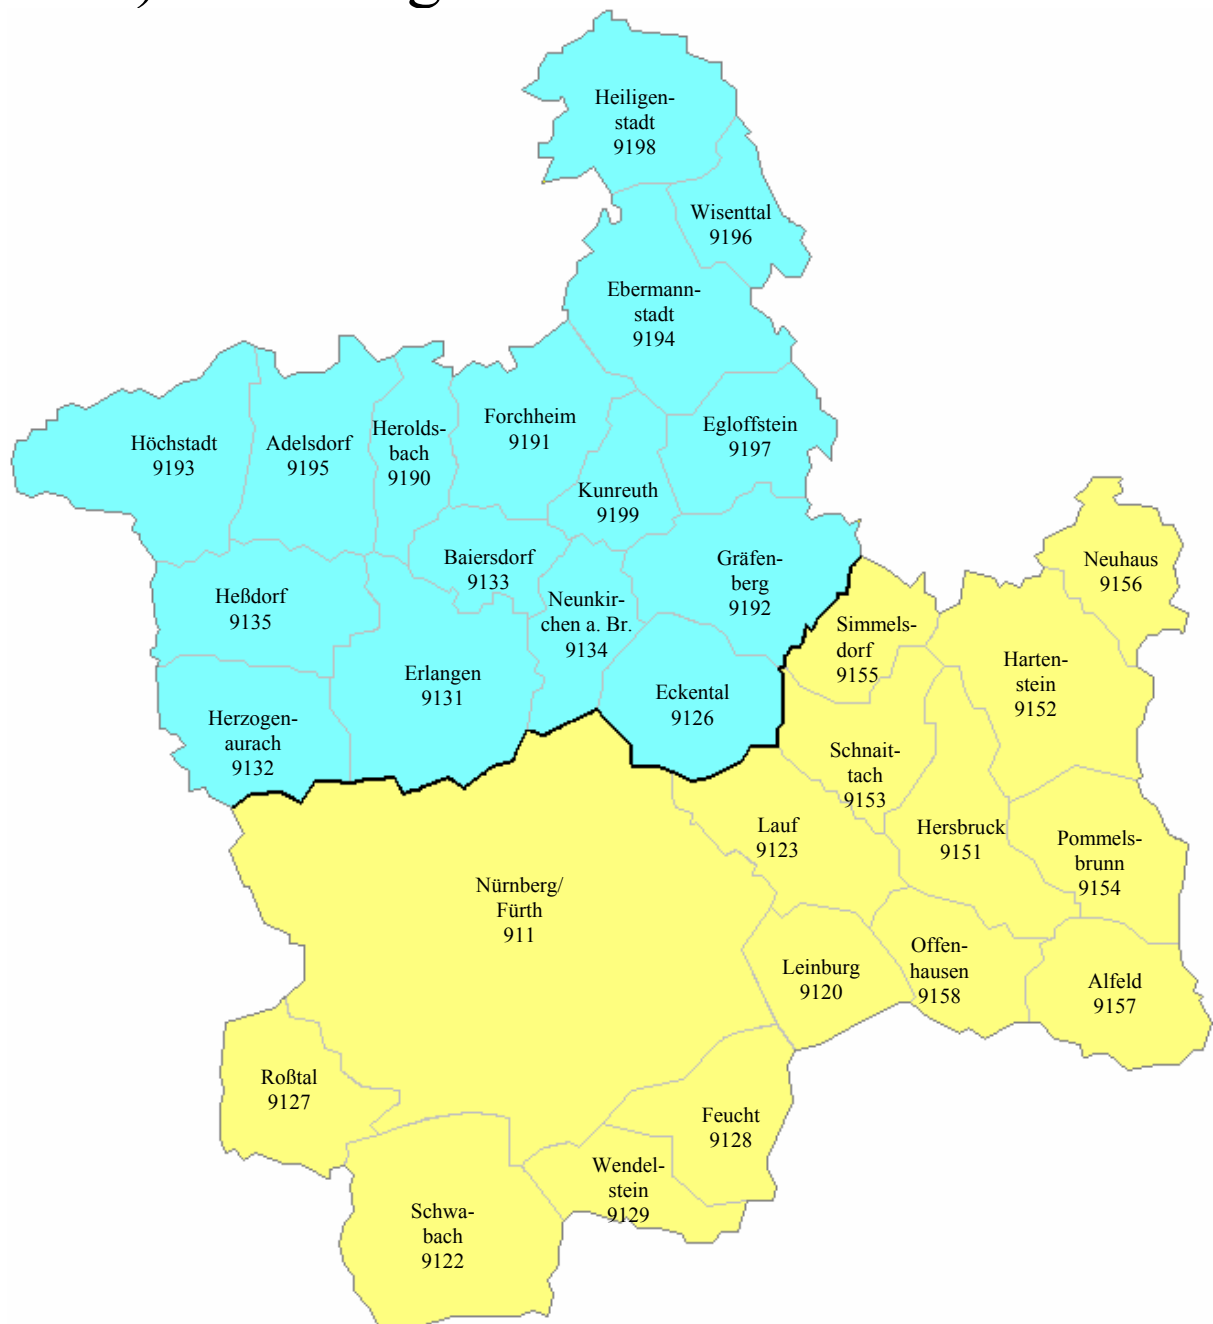 Heiligen-
stadt
9198
Wisenttal
9196
Ebermann-
stadt
9194
Höchstadt
9193
Adelsdorf
9195
Herolds-
bach
9190
Forchheim
9191
Egloffstein
9197
Kunreuth
9199
Baiersdorf
9133
Gräfen-
berg
9192
Heßdorf
9135
Neunkir-
chen a. Br.
9134
Erlangen
9131
Eckental
9126
Herzogen-
aurach
9132
Neuhaus
9156
Simmels-
dorf
9155
Harten-
stein
9152
Schnait-
tach
9153
Lauf
9123
Hersbruck
9151
Pommels-
brunn
9154
Nürnberg/
Fürth
911
Leinburg
9120
Offen-
hausen
9158
Alfeld
9157
Roßtal
9127
Feucht
9128
Wendel-
stein
9129
Schwa-
bach
9122